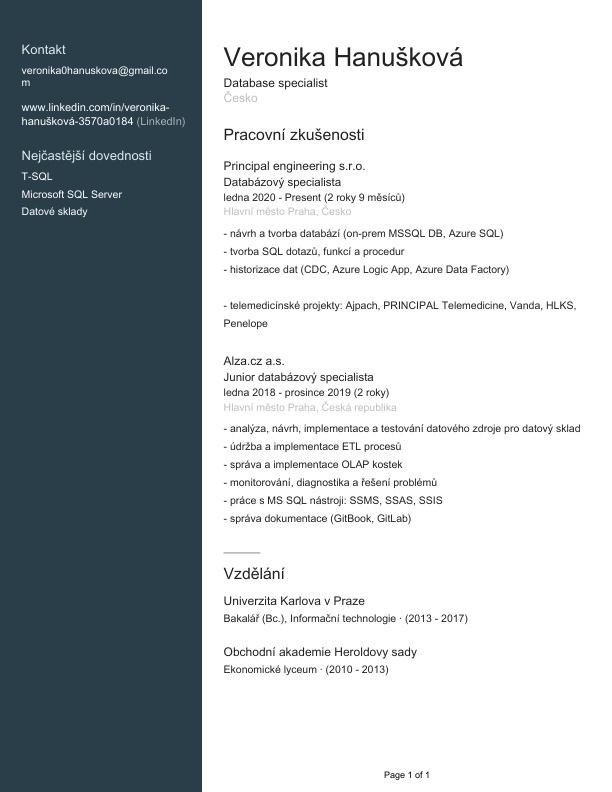 Kontakt
veronika0hanuskova@gmail.co
m
www.linkedin.com/in/veronika-
hanušková-3570a0184 (LinkedIn)
Nejčastější dovednosti
T-SQL
Microsoft SQL Server
Datové sklady
Veronika Hanušková
Database specialist
Česko
Pracovní zkušenosti
Principal engineering s.r.o.
Databázový specialista
ledna 2020 - Present (2 roky 9 měsíců)
Hlavní město Praha, Česko
- návrh a tvorba databází (on-prem MSSQL DB, Azure SQL)
- tvorba SQL dotazů, funkcí a procedur
- historizace dat (CDC, Azure Logic App, Azure Data Factory)
- telemedicínské projekty: Ajpach, PRINCIPAL Telemedicine, Vanda, HLKS,
Penelope
Alza.cz a.s.
Junior databázový specialista
ledna 2018 - prosince 2019 (2 roky)
Hlavní město Praha, Česká republika
- analýza, návrh, implementace a testování datového zdroje pro datový sklad
- údržba a implementace ETL procesů
- správa a implementace OLAP kostek
- monitorování, diagnostika a řešení problémů
- práce s MS SQL nástroji: SSMS, SSAS, SSIS
- správa dokumentace (GitBook, GitLab)
Vzdělání
Univerzita Karlova v Praze
Bakalář (Bc.), Informační technologie · (2013 - 2017)
Obchodní akademie Heroldovy sady
Ekonomické lyceum · (2010 - 2013)
Page 1 of 1